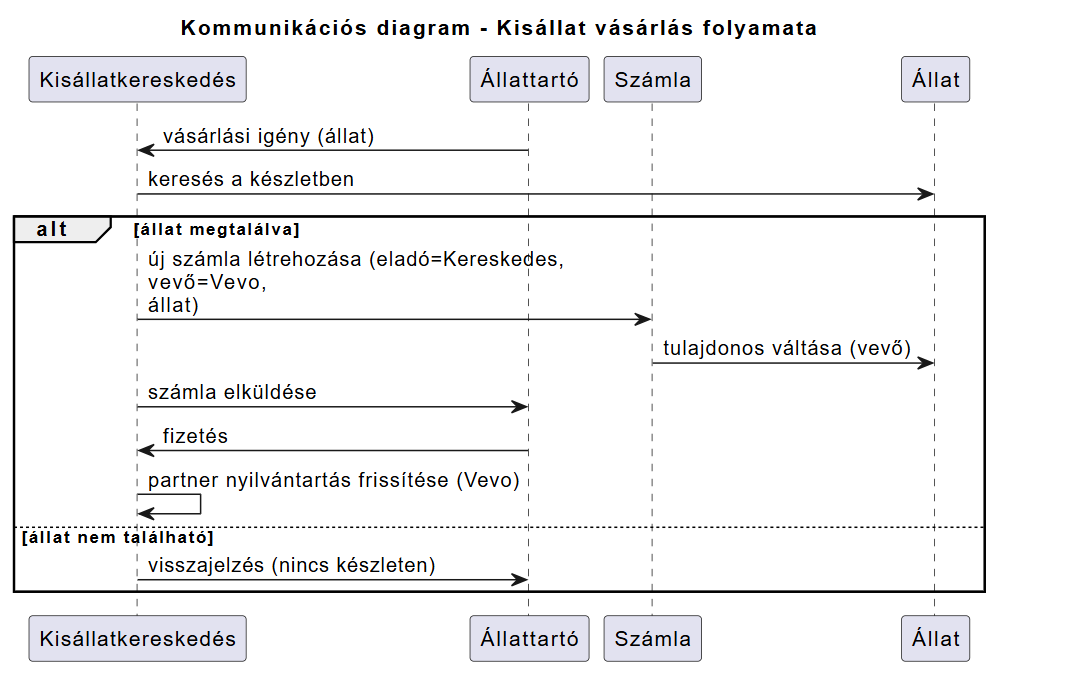 Kommunikációs diagram - Kisállat vásárlás folyamata
Kisállatkereskedés
Állattartó
Számla
Állat
vásárlási igény (állat)
keresés a készletben
alt
[állat megtalálva]
új számla létrehozása (eladó=Kereskedes,
vevő=Vevo,
állat)
tulajdonos váltása (vevő)
számla elküldése
fizetés
partner nyilvántartás frissítése (Vevo)
[állat nem található]
visszajelzés (nincs készleten)
Kisállatkereskedés
Állattartó
Számla
Állat